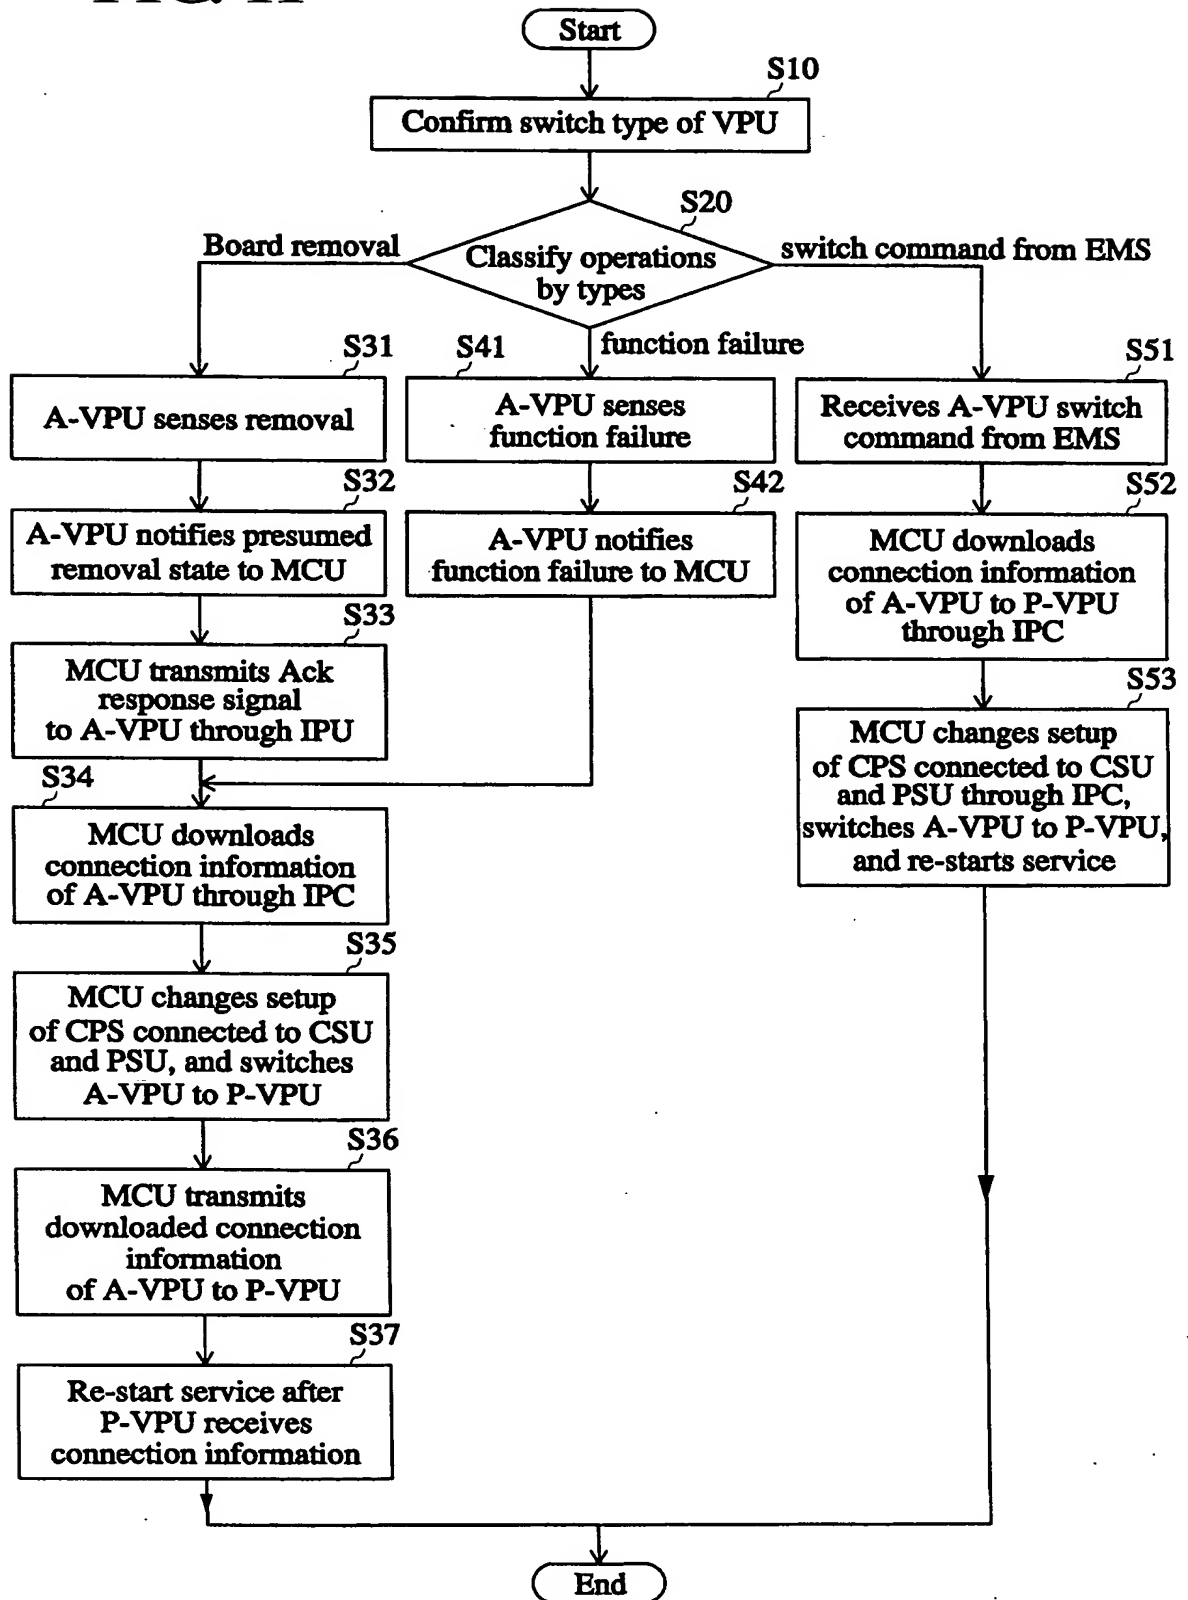 Start
S10
Confirm switch type of VPU
S20
Board removal
Classify operations
by types
switch command from EMS
function failure
S31
A-VPU senses removal
S41
A-VPU senses
function failure
S51
Receives A-VPU switch
command from EMS
S32
A-VPU notifies presumed
removal state to MCU
S42
A-VPU notifies
function failure to MCU
S52
MCU downloads
connection information
of A-VPU to P-VPU
through IPC
S33
MCU transmits Ack
response signal
to A-VPU through IPU
S53
MCU changes setup
of CPS connected to CSU
and PSU through IPC,
switches A-VPU to P-VPU,
and re-starts service
S34
MCU downloads
connection information
of A-VPU through IPC
S35
MCU changes setup
of CPS connected to CSU
and PSU, and switches
A-VPU to P-VPU
S36
MCU transmits
downloaded connection
information
of A-VPU to P-VPU
S37
Re-start service after
P-VPU receives
connection information
End